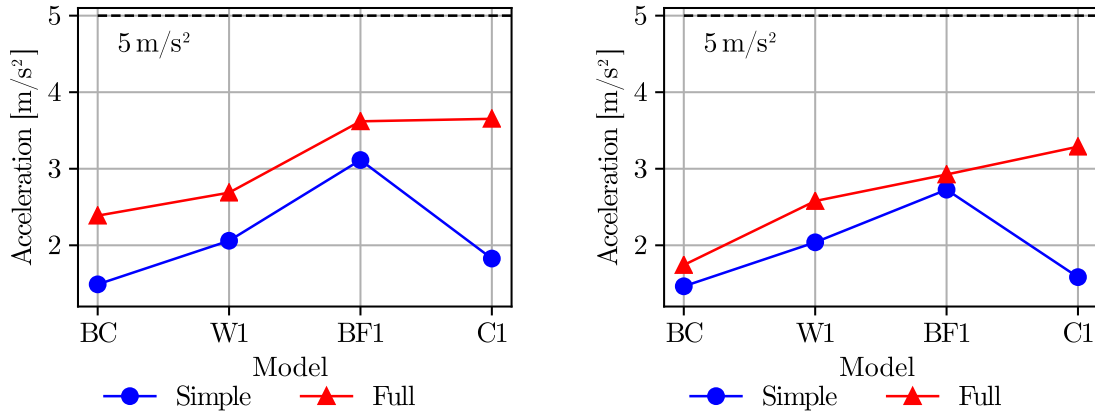 5
4
3
2
Acceleration [m/s²]
5 m/s²
BC
W1
BF1
C1
Model
Simple
Full
5
4
3
2
Acceleration [m/s²]
5 m/s²
BC
W1
BF1
C1
Model
Simple
Full